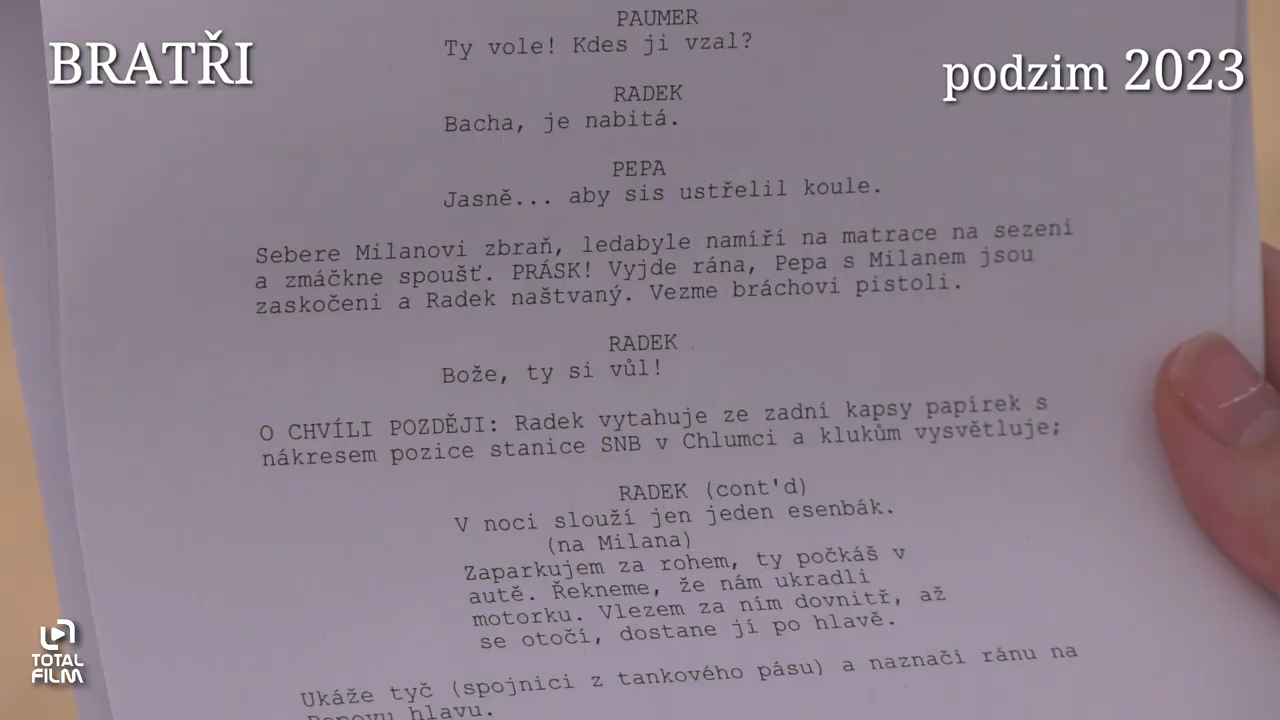 BRATŘI
podzim 2023
PAUMER
Ty vole! Kdes ji vzal?
RADEK
Bacha, je nabitá.
PEPA
Jasně... aby sis ustřelil koule.
Sebere Milanovi zbraň, ledabyle namíří na matrace na sezení
a zmáčkne spoušť. PRÁSK! Vyjde rána, Pepa s Milanem jsou
zaskočeni a Radek naštvaný. Vezme bráchovi pistoli.
RADEK
Bože, ty si vůl!
O CHVÍLI POZDĚJI: Radek vytahuje ze zadní kapsy papírek s
nákresem pozice stanice SNB v Chlumci a klukům vysvětluje;
RADEK (cont'd)
V noci slouží jen jeden esenbák.
(na Milana)
Zaparkujem za rohem, ty počkáš v
autě. Řekneme, že nám ukradli
motorku. Vlezem za ním dovnitř, až
se otočí, dostane jí po hlavě.
Ukáže tyč (spojnici z tankového pásu) a naznačí ránu na
Pepovu hlavu.
TOTAL
FILM